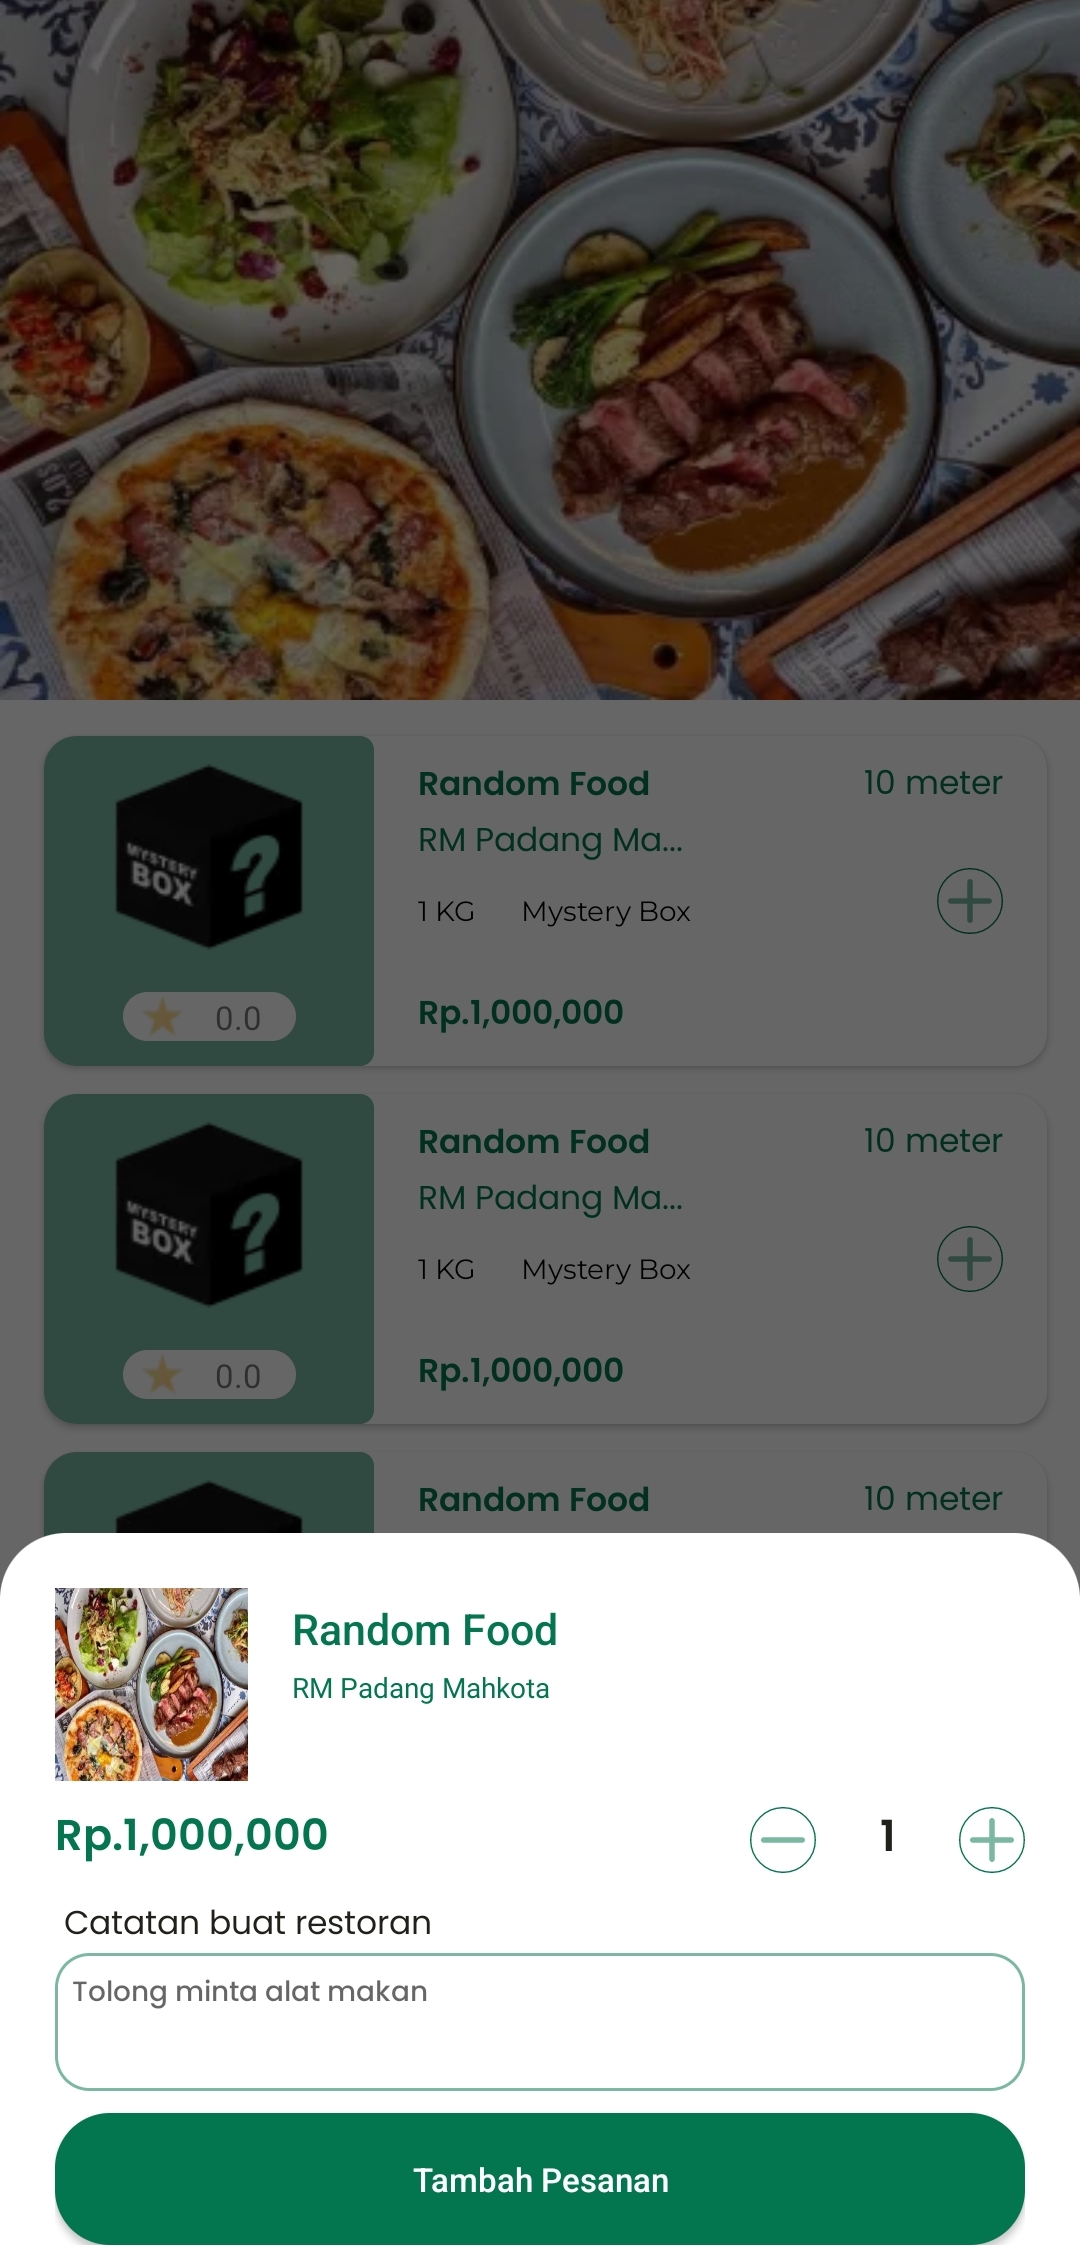 Random Food
10 meter
RM Padang Ma...
1 KG
Mystery Box
Rp.1,000,000
MYSTERY
BOX
?
0.0
Random Food
10 meter
RM Padang Ma...
1 KG
Mystery Box
Rp.1,000,000
MYSTERY
BOX
?
0.0
Random Food
10 meter
Random Food
RM Padang Mahkota
Rp.1,000,000
1
Catatan buat restoran
Tolong minta alat makan
Tambah Pesanan